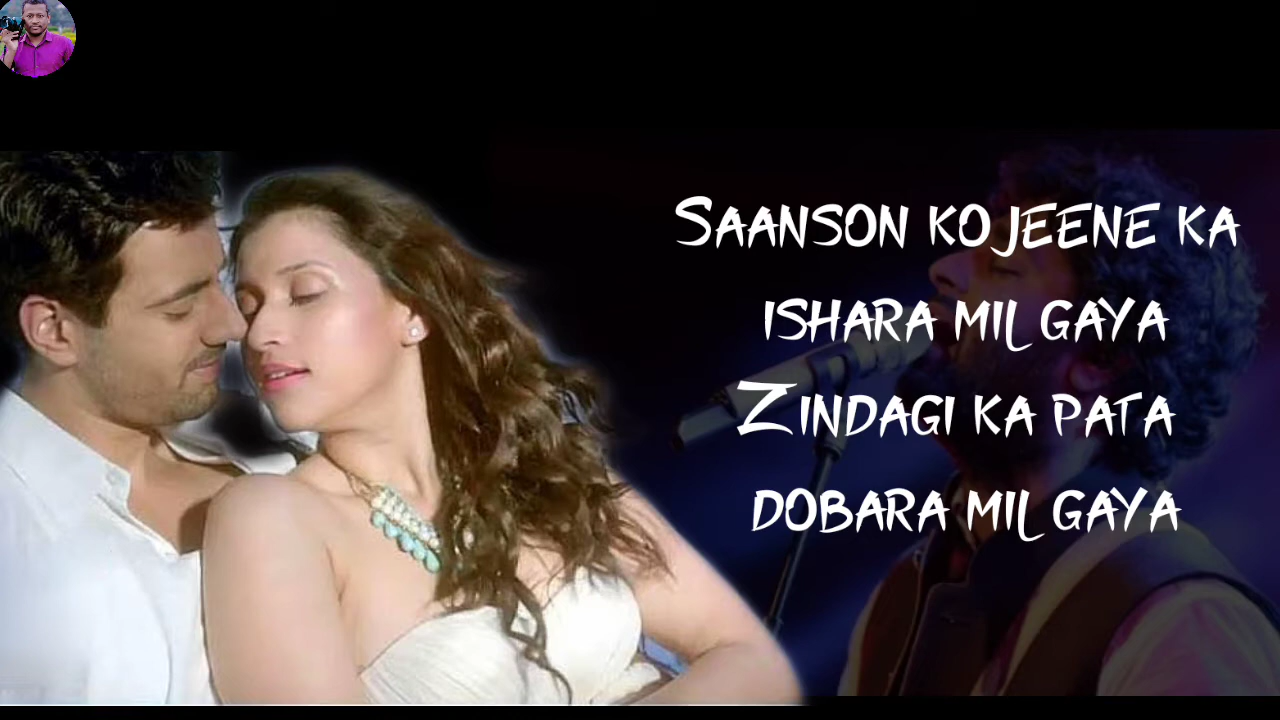 Saanson ko jeene ka
ishara mil gaya
Zindagi ka pata
dobara mil gaya